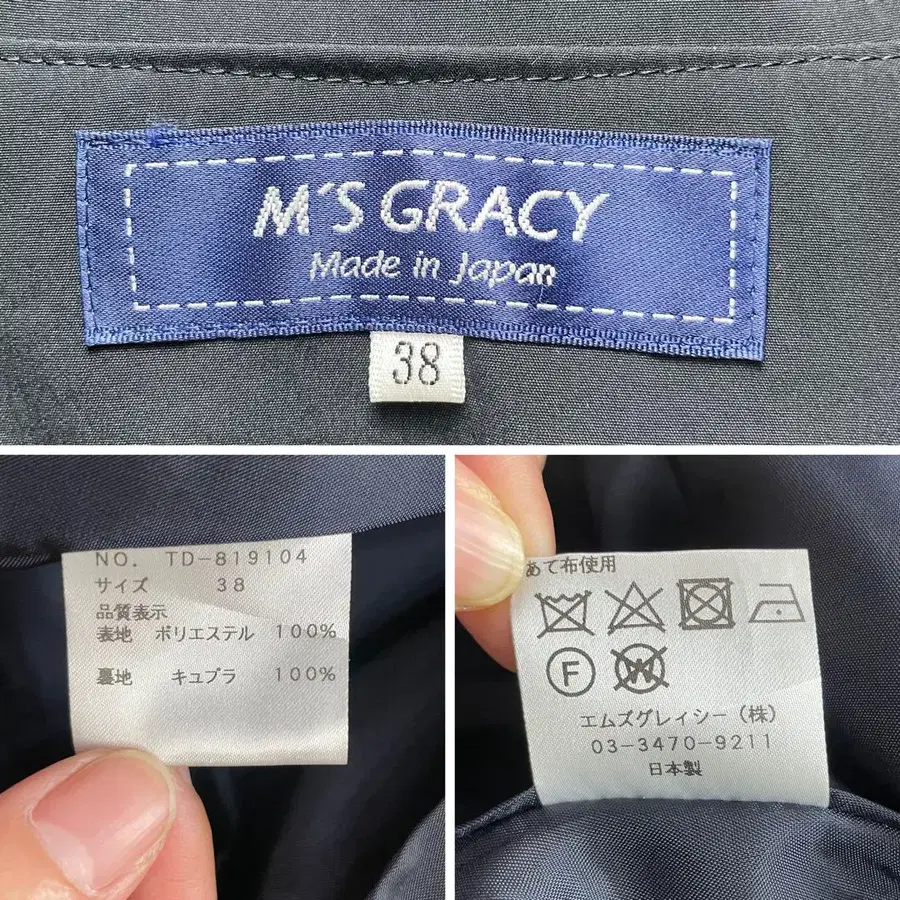 M'S GRACY
Made in Japan
38
NO. TD-819104
サイズ 38
品質表示
表地 ポリエステル 100%
裏地 キュプラ 100%
あて布使用
F W
エムズグレィシー(株)
03-3470-9211
日本製